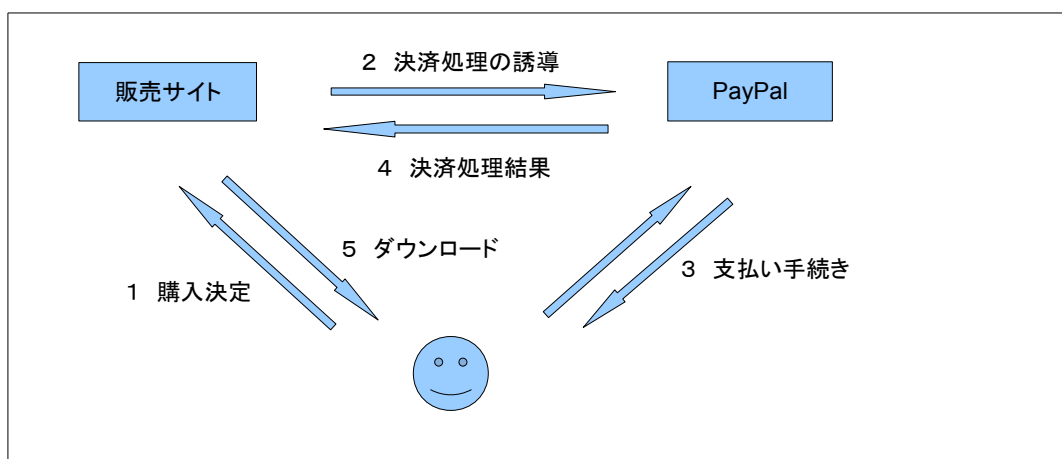 2 決済処理の誘導
販売サイト
PayPal
4 決済処理結果
5 ダウンロード
3 支払い手続き
1 購入決定